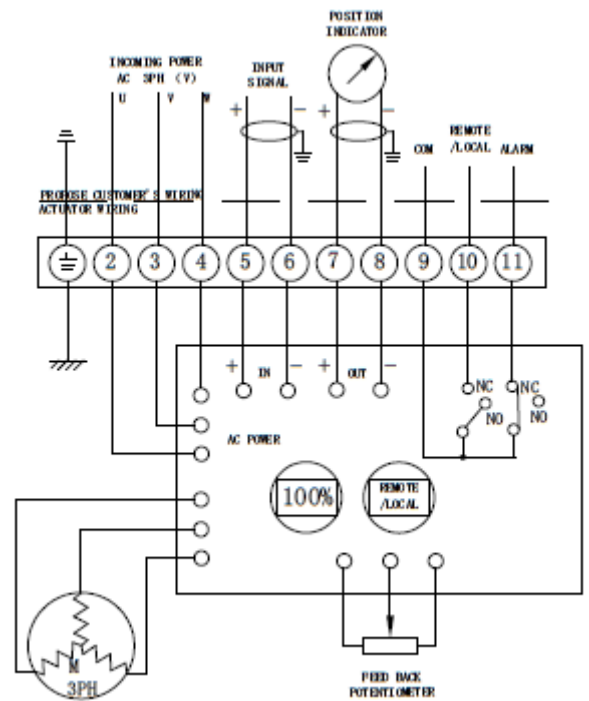 POSITION
INDICATOR
INCOMING POWER
AC 3PH (V)
U V W
INPUT
SIGNAL
+ − + −
COM
REMOTE
/LOCAL
ALARM
PROPOSE CUSTOMER'S WIRING
ACTUATOR WIRING
2 3 4 5 6 7 8 9 10 11
+ IN − + OUT −
NC NC
NO NO
AC POWER
100%
REMOTE
/LOCAL
M
3PH
FEED BACK
POTENTIOMETER